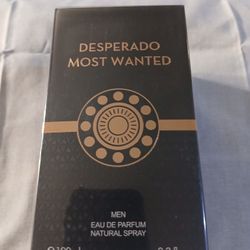 DESPERADO
MOST WANTED
MEN
EAU DE PARFUM
NATURAL SPRAY